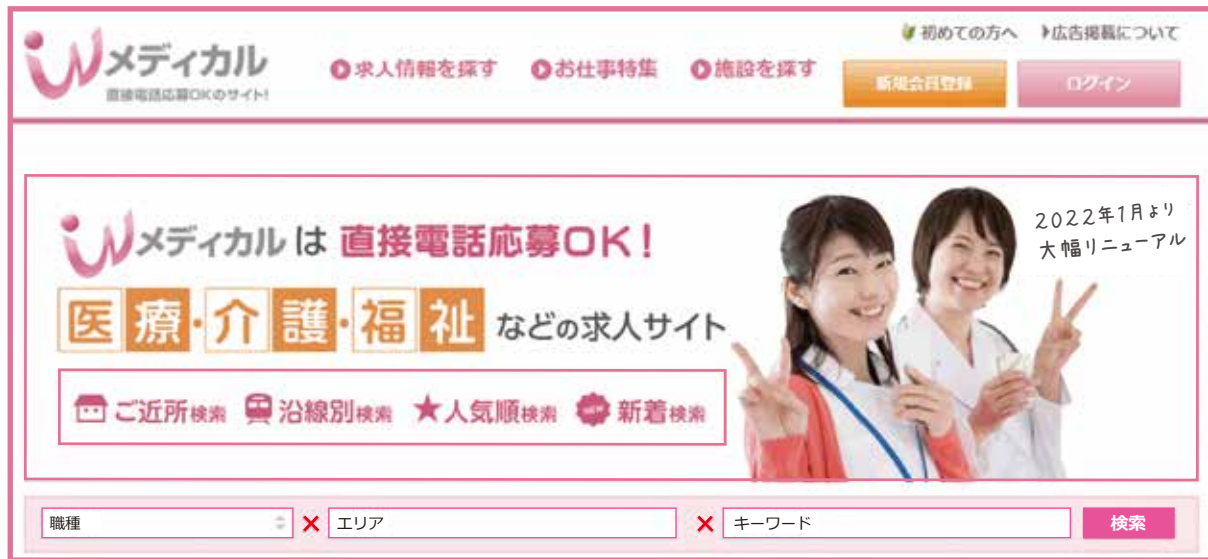 初めての方へ 広告掲載について
Wメディカル
直接電話応募OKのサイト!
求人情報を探す お仕事特集 施設を探す
新規会員登録 ログイン
Wメディカルは直接電話応募OK!
2022年1月より
大幅リニューアル
医療・介護・福祉などの求人サイト
ご近所検索 沿線別検索 人気順検索 新着検索
職種 × エリア × キーワード 検索